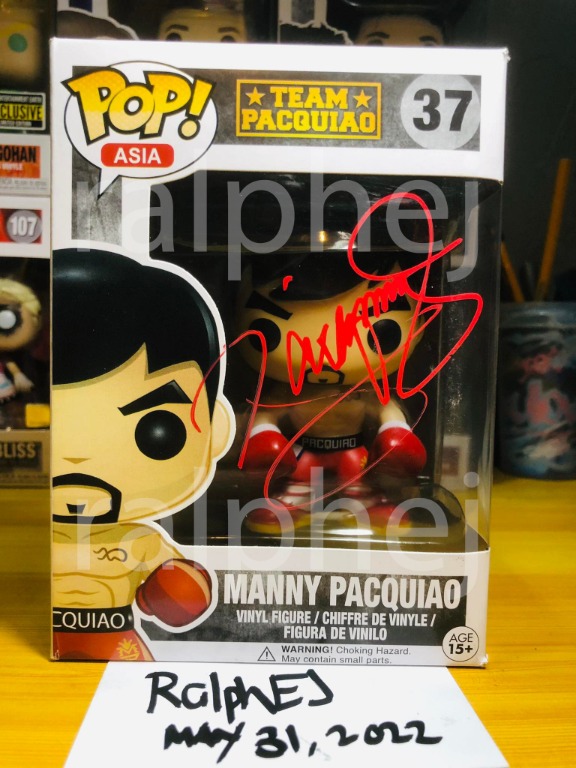 POP!
ASIA
★ TEAM ★
PACQUIAO
37
CLUSIVE
GOHAN
107
BLISS
ralphej
PACQUIAO
ralphej
CQUIAO
MANNY PACQUIAO
VINYL FIGURE / CHIFFRE DE VINYLE /
FIGURA DE VINILO
WARNING! Choking Hazard.
May contain small parts.
AGE
15+
RalphEJ
MAY 31, 2022